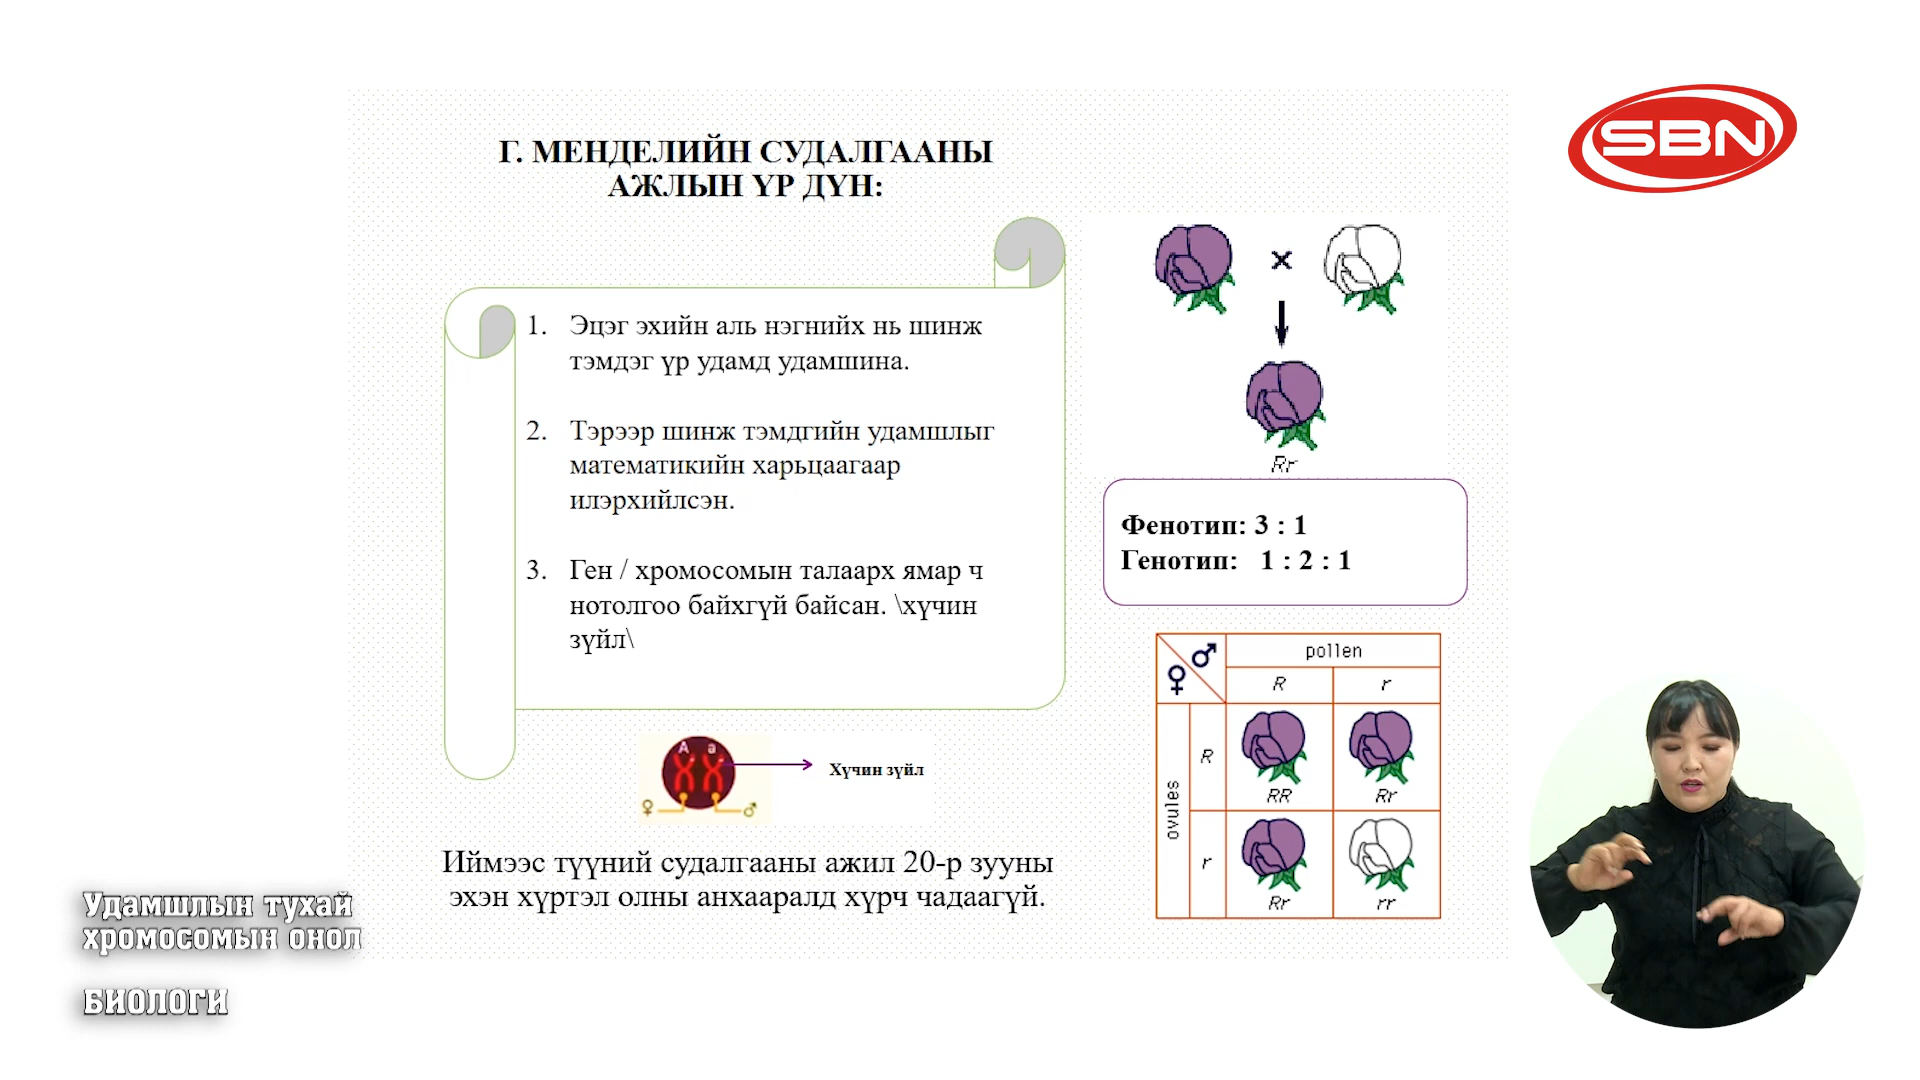 SBN
Г. МЕНДЕЛИЙН СУДАЛГААНЫ
АЖЛЫН ҮР ДҮН:
1. Эцэг эхийн аль нэгнийх нь шинж
тэмдэг үр удамд удамшина.
2. Тэрээр шинж тэмдгийн удамшлыг
математикийн харьцаагаар
илэрхийлсэн.
3. Ген / хромосомын талаарх ямар ч
нотолгоо байхгүй байсан. \хүчин
зүйл\
A a
Хүчин зүйл
♀ ♂
Иймээс түүний судалгааны ажил 20-р зууны
эхэн хүртэл олны анхааралд хүрч чадаагүй.
×
Rr
Фенотип: 3 : 1
Генотип: 1 : 2 : 1
♀ ♂
pollen
R r
ovules
R
RR Rr
r
Rr rr
Удамшлын тухай
хромосомын онол
БИОЛОГИ